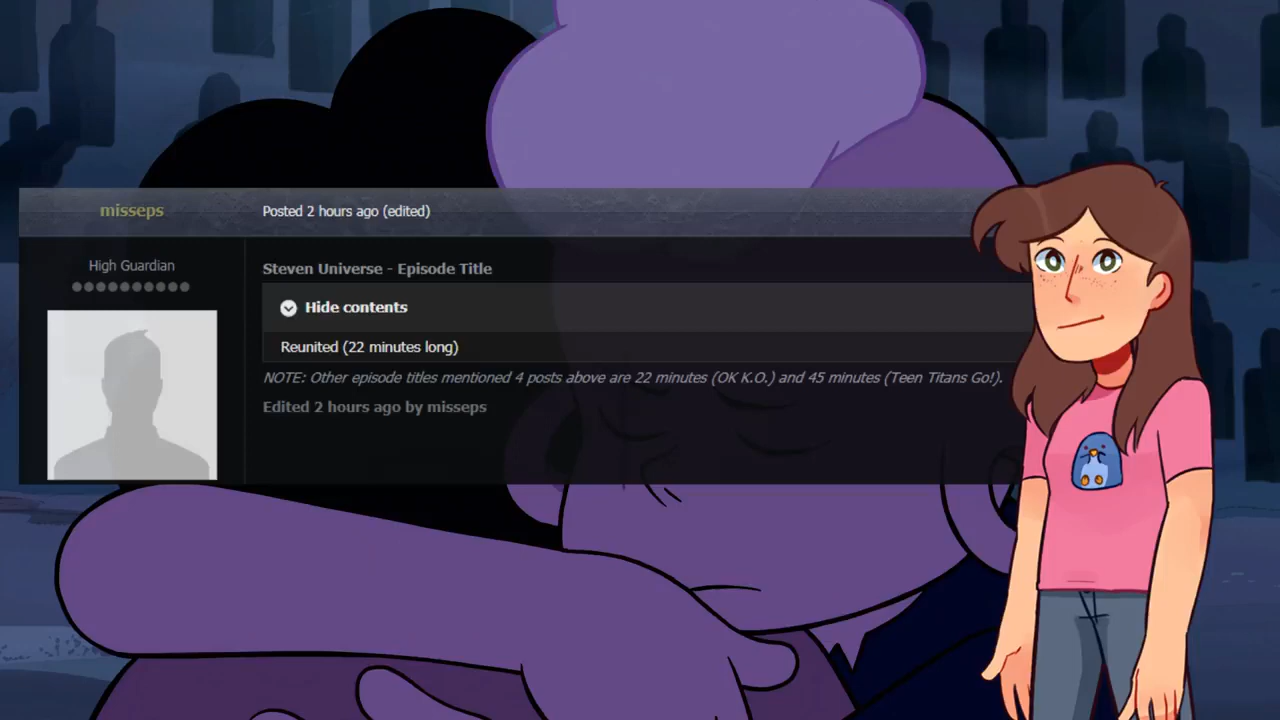 misseps
Posted 2 hours ago (edited)
High Guardian
Steven Universe - Episode Title
Hide contents
Reunited (22 minutes long)
NOTE: Other episode titles mentioned 4 posts above are 22 minutes (OK K.O.) and 45 minutes (Teen Titans Go!).
Edited 2 hours ago by misseps